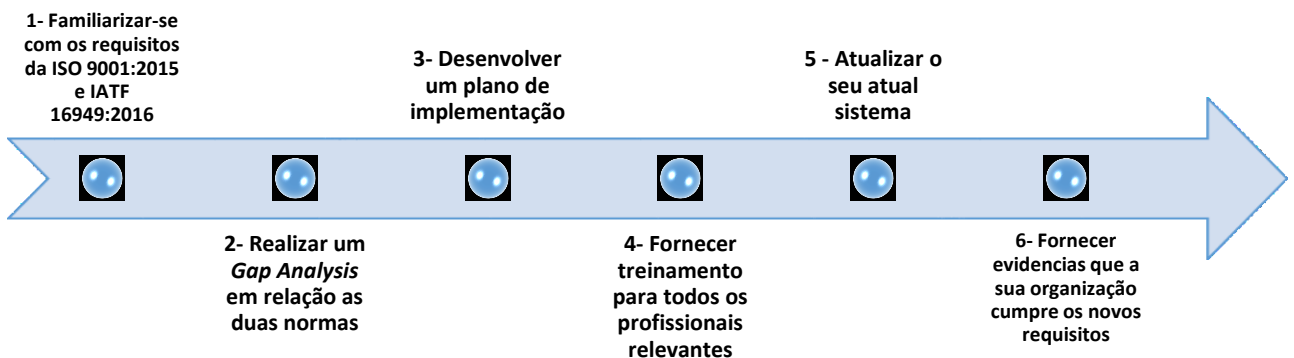 1- Familiarizar-se
com os requisitos
da ISO 9001:2015
e IATF
16949:2016
2- Realizar um
Gap Analysis
em relação as
duas normas
3- Desenvolver
um plano de
implementação
4- Fornecer
treinamento
para todos os
profissionais
relevantes
5 - Atualizar o
seu atual
sistema
6- Fornecer
evidencias que a
sua organização
cumpre os novos
requisitos